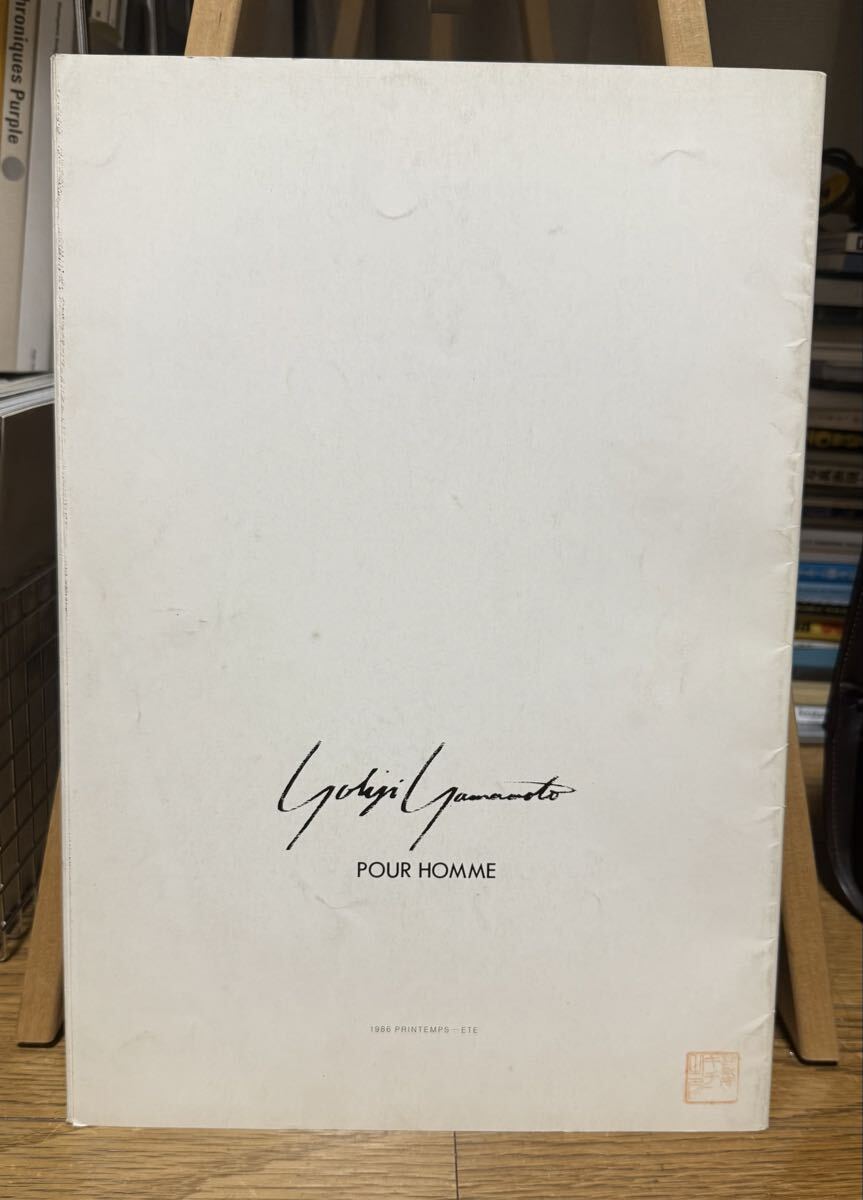 Chroniques Purple
Yohji Yamamoto
POUR HOMME
1986 PRINTEMPS–ETE